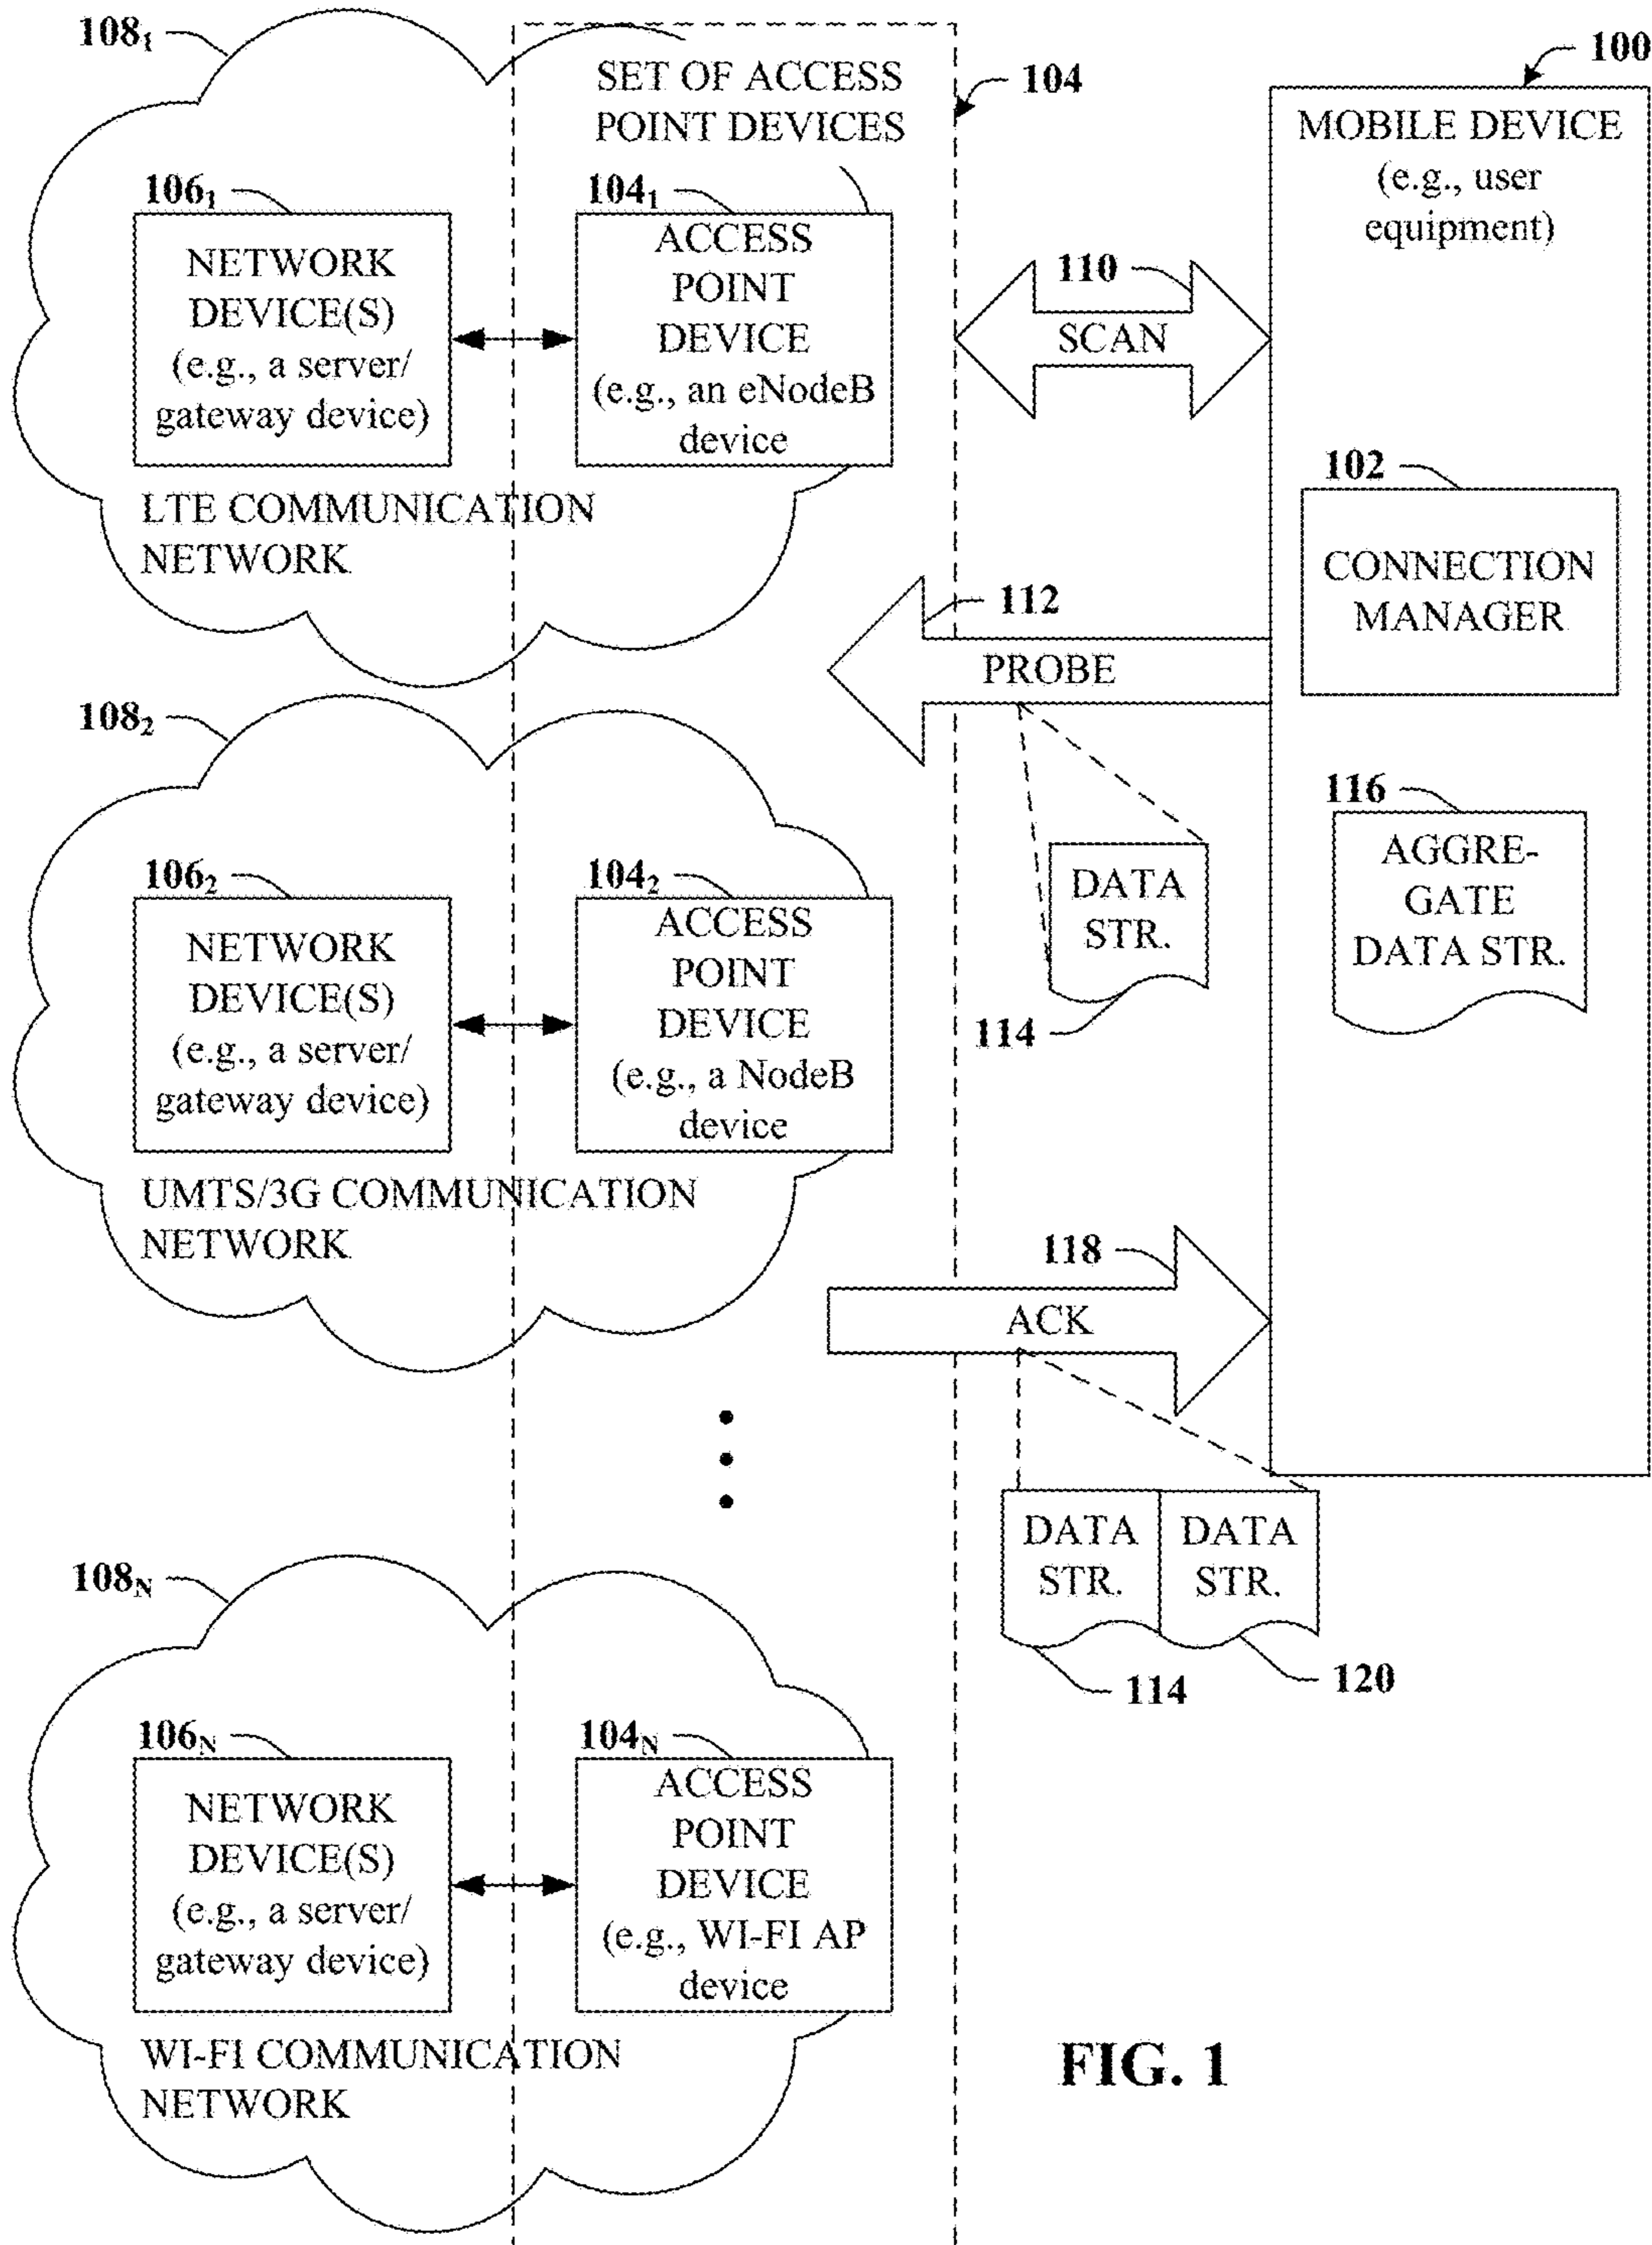 108₁
SET OF ACCESS
POINT DEVICES
104
100
MOBILE DEVICE
(e.g., user
equipment)
106₁
NETWORK
DEVICE(S)
(e.g., a server/
gateway device)
104₁
ACCESS
POINT
DEVICE
(e.g., an eNodeB
device
LTE COMMUNICATION
NETWORK
110
SCAN
102
CONNECTION
MANAGER
112
PROBE
108₂
106₂
NETWORK
DEVICE(S)
(e.g., a server/
gateway device)
104₂
ACCESS
POINT
DEVICE
(e.g., a NodeB
device
UMTS/3G COMMUNICATION
NETWORK
DATA
STR.
114
116
AGGRE-
GATE
DATA STR.
118
ACK
DATA
STR.
DATA
STR.
114
120
108N
106N
NETWORK
DEVICE(S)
(e.g., a server/
gateway device)
104N
ACCESS
POINT
DEVICE
(e.g., WI-FI AP
device
WI-FI COMMUNICATION
NETWORK
FIG. 1